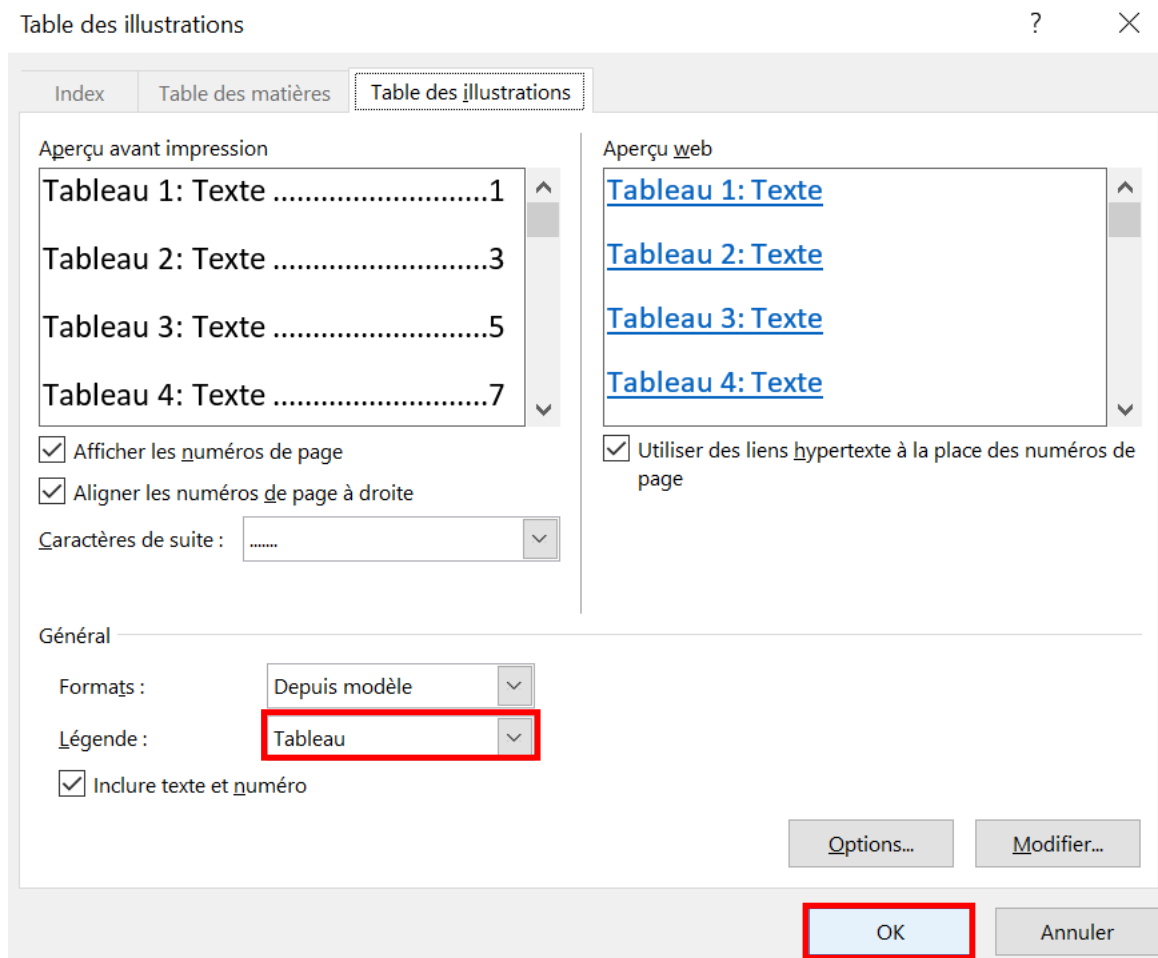 Table des illustrations
?
Index
Table des matières
Table des illustrations
Aperçu avant impression
Tableau 1: Texte ...........................1
Tableau 2: Texte ...........................3
Tableau 3: Texte ...........................5
Tableau 4: Texte ...........................7
Afficher les numéros de page
Aligner les numéros de page à droite
Caractères de suite : .......
Aperçu web
Tableau 1: Texte
Tableau 2: Texte
Tableau 3: Texte
Tableau 4: Texte
Utiliser des liens hypertexte à la place des numéros de
page
Général
Formats : Depuis modèle
Légende : Tableau
Inclure texte et numéro
Options...
Modifier...
OK
Annuler